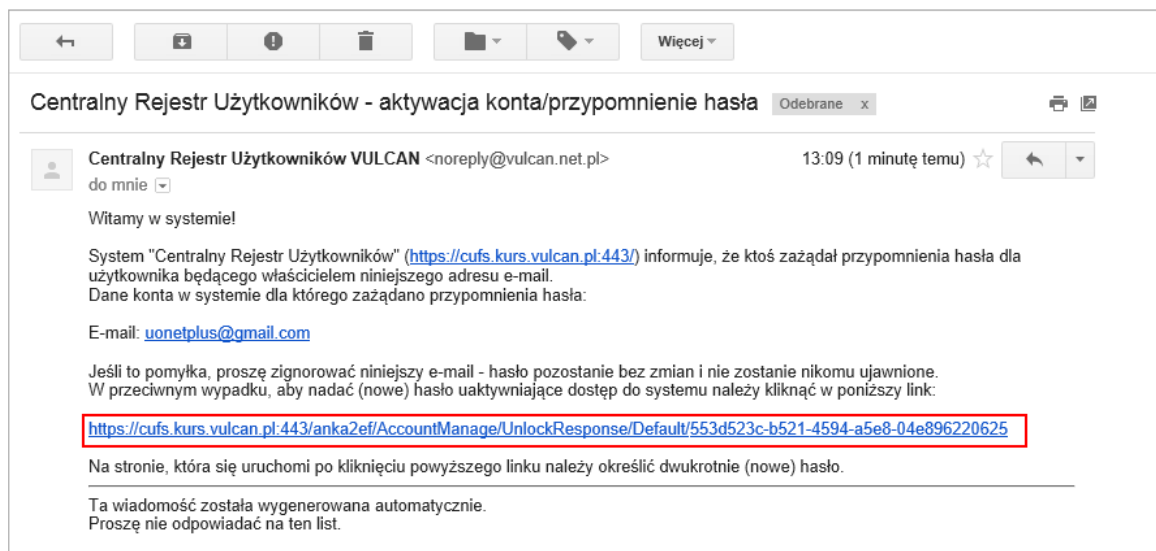 Więcej
Centralny Rejestr Użytkowników - aktywacja konta/przypomnienie hasła Odebrane x
Centralny Rejestr Użytkowników VULCAN <noreply@vulcan.net.pl> 13:09 (1 minutę temu)
do mnie
Witamy w systemie!
System "Centralny Rejestr Użytkowników" (https://cufs.kurs.vulcan.pl:443/) informuje, że ktoś zażądał przypomnienia hasła dla
użytkownika będącego właścicielem niniejszego adresu e-mail.
Dane konta w systemie dla którego zażądano przypomnienia hasła:
E-mail: uonetplus@gmail.com
Jeśli to pomyłka, proszę zignorować niniejszy e-mail - hasło pozostanie bez zmian i nie zostanie nikomu ujawnione.
W przeciwnym wypadku, aby nadać (nowe) hasło uaktywniające dostęp do systemu należy kliknąć w poniższy link:
https://cufs.kurs.vulcan.pl:443/anka2ef/AccountManage/UnlockResponse/Default/553d523c-b521-4594-a5e8-04e896220625
Na stronie, która się uruchomi po kliknięciu powyższego linku należy określić dwukrotnie (nowe) hasło.
Ta wiadomość została wygenerowana automatycznie.
Proszę nie odpowiadać na ten list.